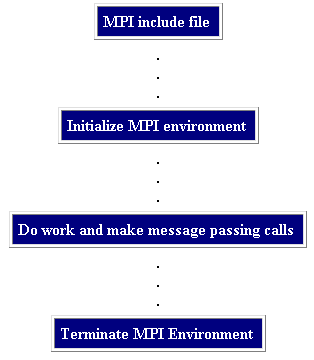 MPI include file
.
.
.
Initialize MPI environment
.
.
.
Do work and make message passing calls
.
.
.
Terminate MPI Environment